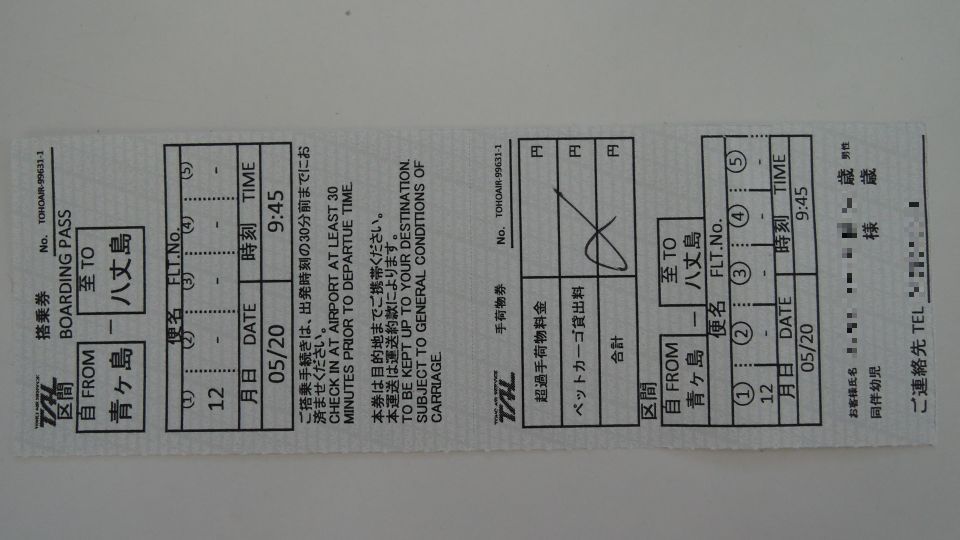 TOHO AIR SERVICE
TAL
搭乗券
No. TOHOAIR-99631-1
BOARDING PASS
区間
自 FROM
至 TO
青ヶ島
―
八丈島
便名 FLT.No.
① ② ③ ④ ⑤
12 - - - -
月日 DATE 時刻 TIME
05/20 9:45
ご搭乗手続きは、出発時刻の30分前までにお
済ませください。
CHECK IN AT AIRPORT AT LEAST 30
MINUTES PRIOR TO DEPARTUE TIME.
本券は目的地までご携帯ください。
本運送は運送約款によります。
TO BE KEPT UP TO YOUR DESTINATION.
SUBJECT TO GENERAL CONDITIONS OF
CARRIAGE.
TOHO AIR SERVICE
TAL
手荷物券
No. TOHOAIR-99631-1
超過手荷物料金 円
ペットカーゴ貸出料 円
合計 円
区間
自 FROM
至 TO
青ヶ島
―
八丈島
便名 FLT.No.
① ② ③ ④ ⑤
12 - - - -
月日 DATE 時刻 TIME
05/20 9:45
お客様氏名 様 歳 男性
同伴幼児 歳
ご連絡先 TEL